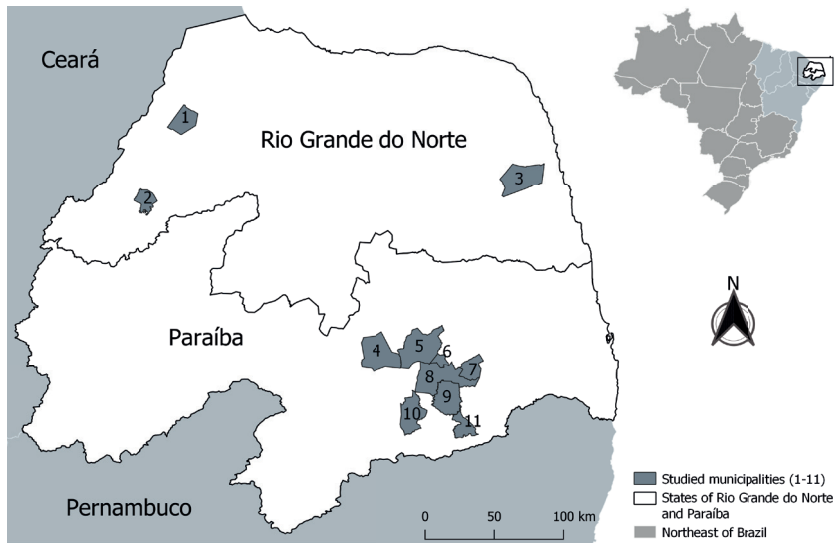 Ceará
1
Rio Grande do Norte
2
3
N
Paraíba
4
5
6
7
8
9
10
11
Pernambuco
0 50 100 km
Studied municipalities (1-11)
States of Rio Grande do Norte
and Paraíba
Northeast of Brazil